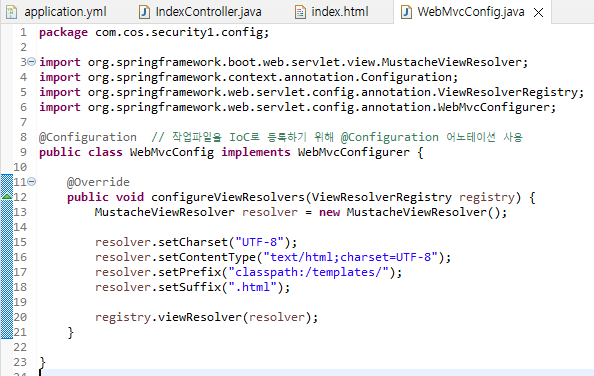 application.yml IndexController.java index.html WebMvcConfig.java
1 package com.cos.security1.config;
2
3 import org.springframework.boot.web.servlet.view.MustacheViewResolver;
4 import org.springframework.context.annotation.Configuration;
5 import org.springframework.web.servlet.config.annotation.ViewResolverRegistry;
6 import org.springframework.web.servlet.config.annotation.WebMvcConfigurer;
7
8 @Configuration // 작업파일을 IoC로 등록하기 위해 @Configuration 어노테이션 사용
9 public class WebMvcConfig implements WebMvcConfigurer {
10
11 @Override
12 public void configureViewResolvers(ViewResolverRegistry registry) {
13 MustacheViewResolver resolver = new MustacheViewResolver();
14
15 resolver.setCharset("UTF-8");
16 resolver.setContentType("text/html;charset=UTF-8");
17 resolver.setPrefix("classpath:/templates/");
18 resolver.setSuffix(".html");
19
20 registry.viewResolver(resolver);
21 }
22
23 }